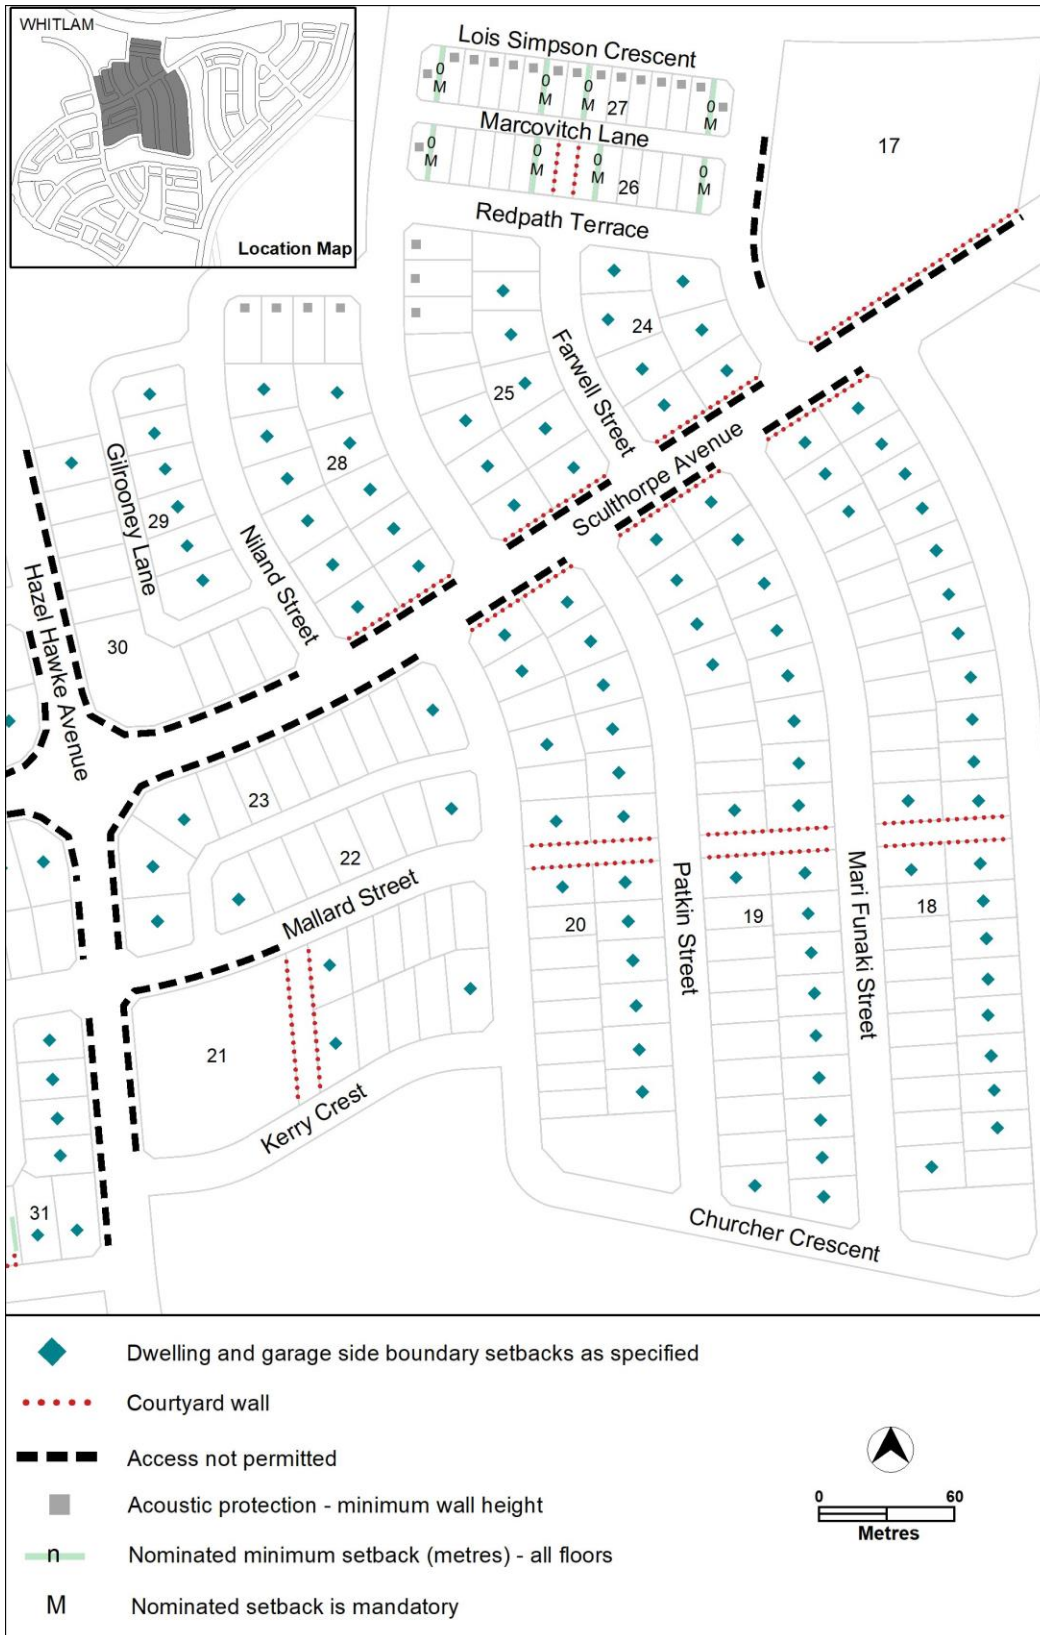 WHITLAM
Location Map
Lois Simpson Crescent
0
M
0
M
0
M
0
M
27
Marcovitch Lane
0
M
0
M
0
M
0
M
26
Redpath Terrace
17
24
Farwell Street
25
28
Sculthorpe Avenue
Gilrooney Lane
29
Niland Street
Hazel Hawke Avenue
30
23
22
Mallard Street
21
Kerry Crest
20
Patkin Street
19
Mari Funaki Street
18
31
Churcher Crescent
Dwelling and garage side boundary setbacks as specified
Courtyard wall
Access not permitted
Acoustic protection - minimum wall height
n
Nominated minimum setback (metres) - all floors
M
Nominated setback is mandatory
0 60
Metres